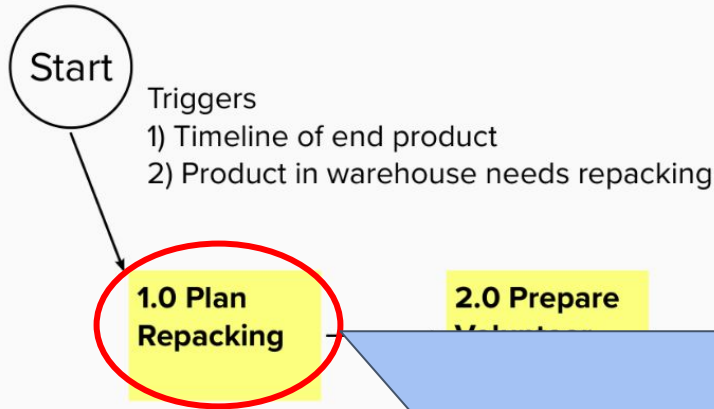 Start
Triggers
1) Timeline of end product
2) Product in warehouse needs repacking
1.0 Plan
Repacking
2.0 Prepare